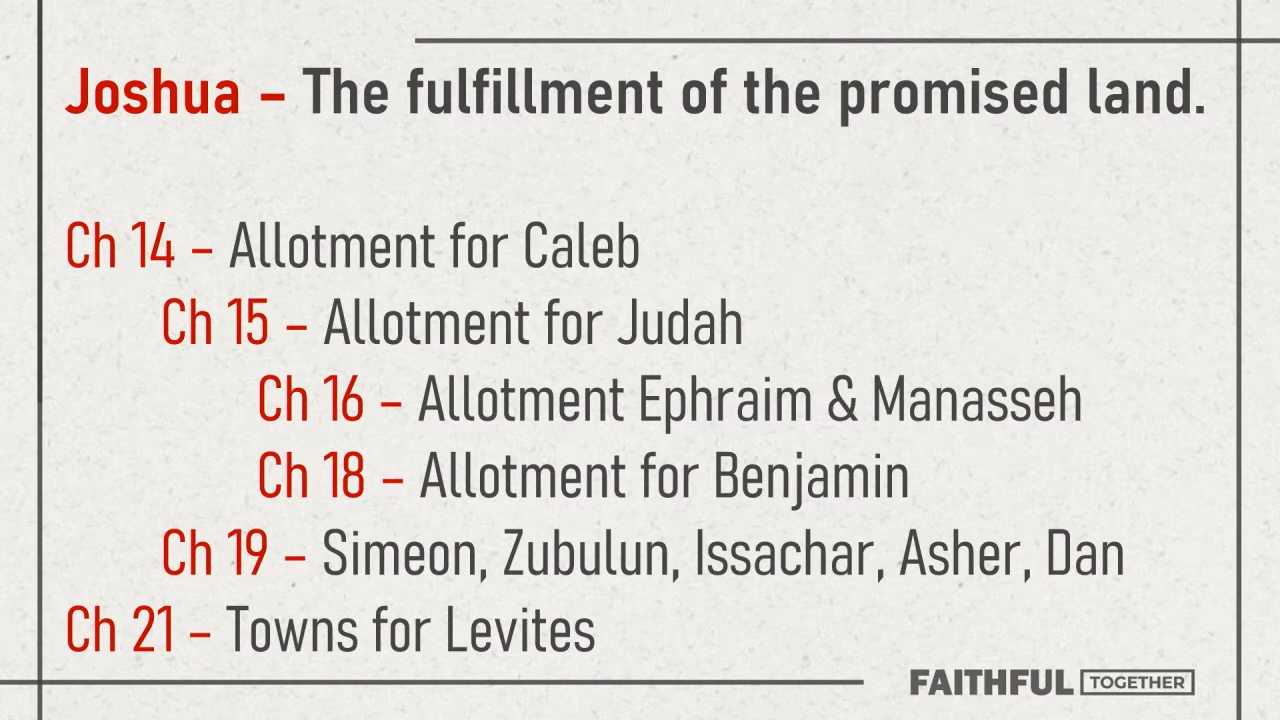 Joshua – The fulfillment of the promised land.
Ch 14 – Allotment for Caleb
Ch 15 – Allotment for Judah
Ch 16 – Allotment Ephraim & Manasseh
Ch 18 – Allotment for Benjamin
Ch 19 – Simeon, Zubulun, Issachar, Asher, Dan
Ch 21 – Towns for Levites
FAITHFUL TOGETHER